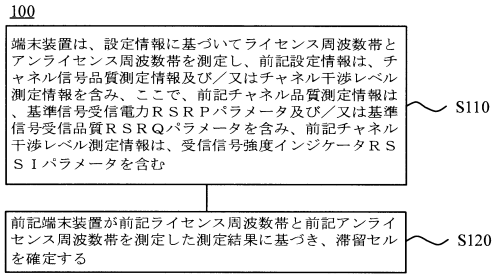 100
端末装置は、設定情報に基づいてライセンス周波数帯と
アンライセンス周波数帯を測定し、前記設定情報は、チ
ャネル信号品質測定情報及び／又はチャネル干渉レベル
測定情報を含み、ここで、前記チャネル品質測定情報は
、基準信号受信電力ＲＳＲＰパラメータ及び／又は基準
信号受信品質ＲＳＲＱパラメータを含み、前記チャネル
干渉レベル測定情報は、受信信号強度インジケータＲＳ
ＳＩパラメータを含む
S110
前記端末装置が前記ライセンス周波数帯と前記アンライ
センス周波数帯を測定した測定結果に基づき、滞留セル
を確定する
S120